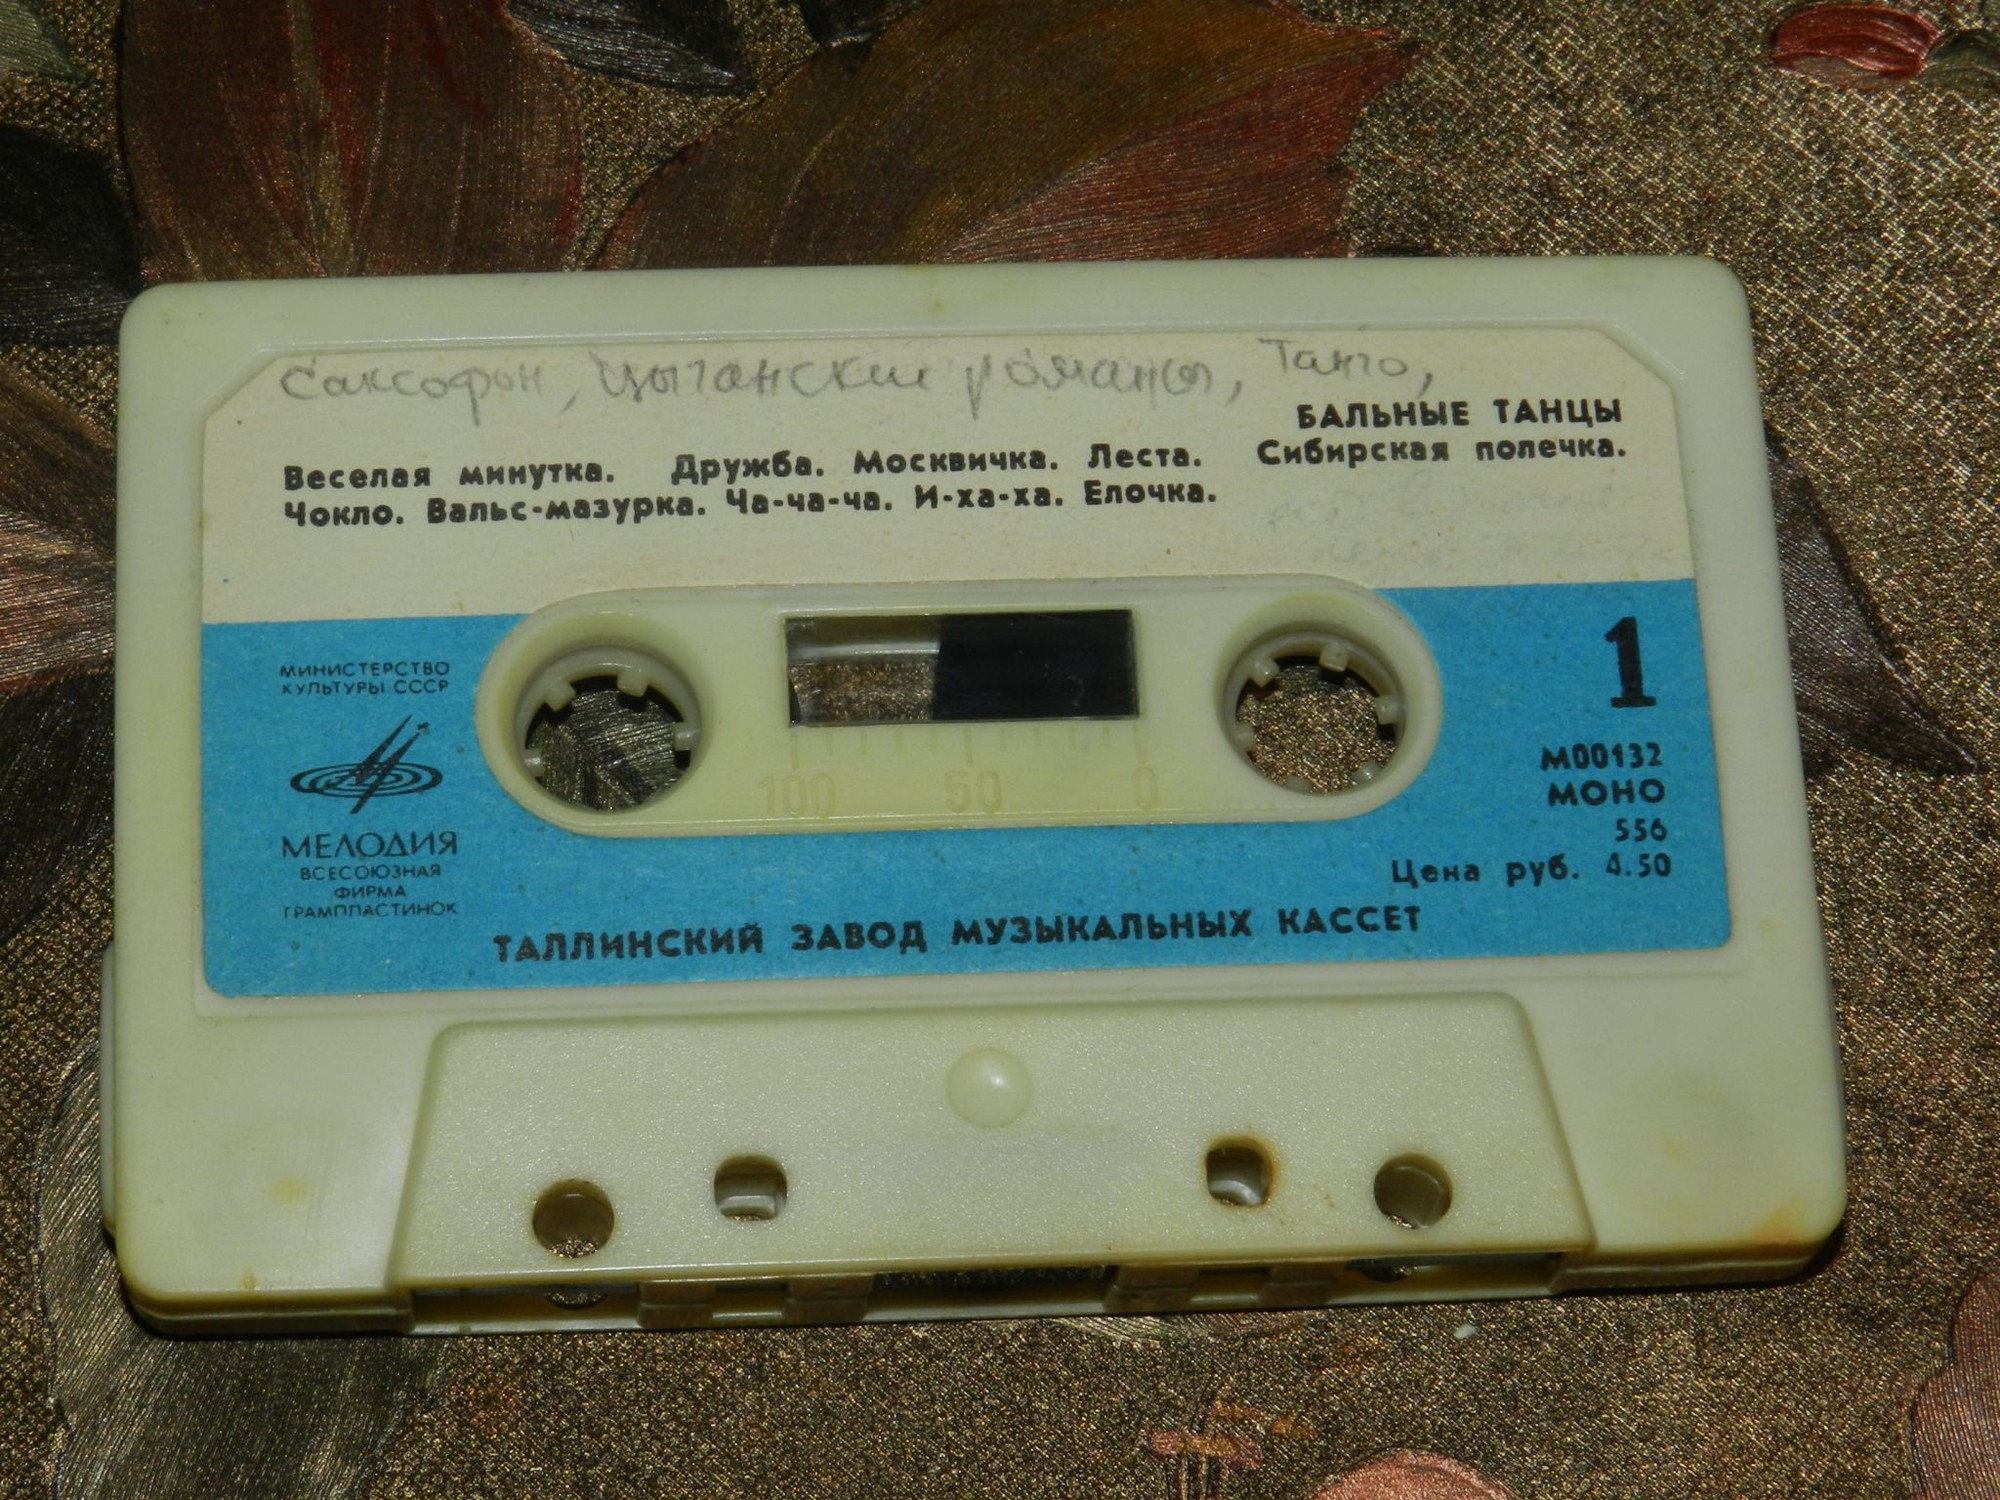 Саксофон, цыганские романсы, Танго,
БАЛЬНЫЕ ТАНЦЫ
Веселая минутка. Дружба. Москвичка. Леста. Сибирская полечка.
Чокло. Вальс-мазурка. Ча-ча-ча. И-ха-ха. Елочка.
МИНИСТЕРСТВО
КУЛЬТУРЫ СССР
МЕЛОДИЯ
ВСЕСОЮЗНАЯ
ФИРМА
ГРАМПЛАСТИНОК
100 50 0
1
М00132
МОНО
556
Цена руб. 4.50
ТАЛЛИНСКИЙ ЗАВОД МУЗЫКАЛЬНЫХ КАССЕТ